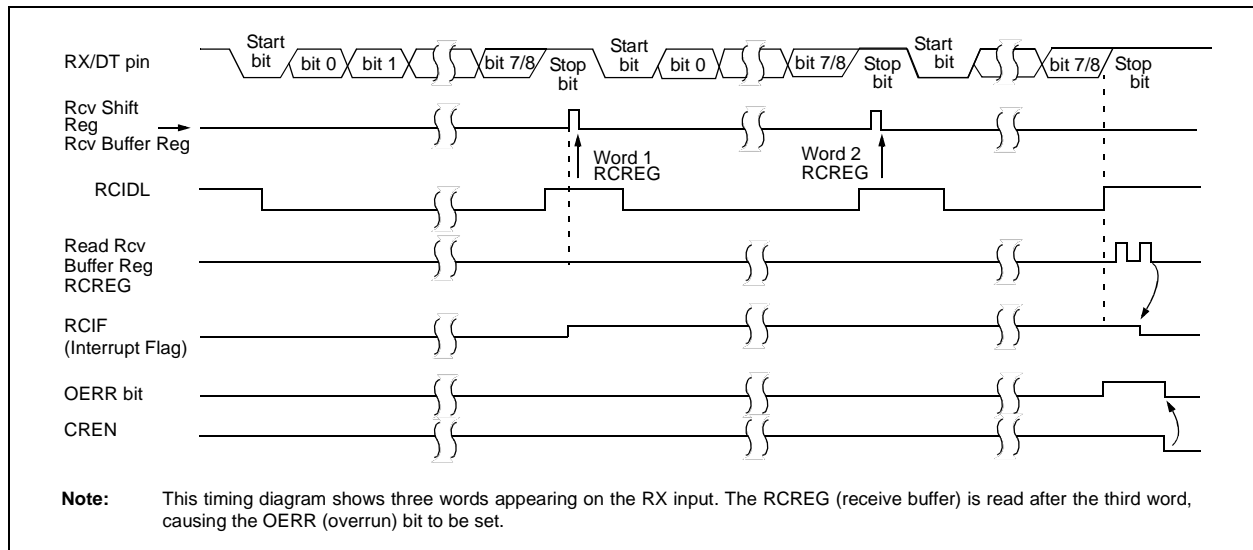 RX/DT pin
Start
bit
bit 0
bit 1
bit 7/8
Stop
bit
Start
bit
bit 0
bit 7/8
Stop
bit
Start
bit
bit 7/8
Stop
bit
Rcv Shift
Reg
Rcv Buffer Reg
Word 1
RCREG
Word 2
RCREG
RCIDL
Read Rcv
Buffer Reg
RCREG
RCIF
(Interrupt Flag)
OERR bit
CREN
Note: This timing diagram shows three words appearing on the RX input. The RCREG (receive buffer) is read after the third word,
causing the OERR (overrun) bit to be set.